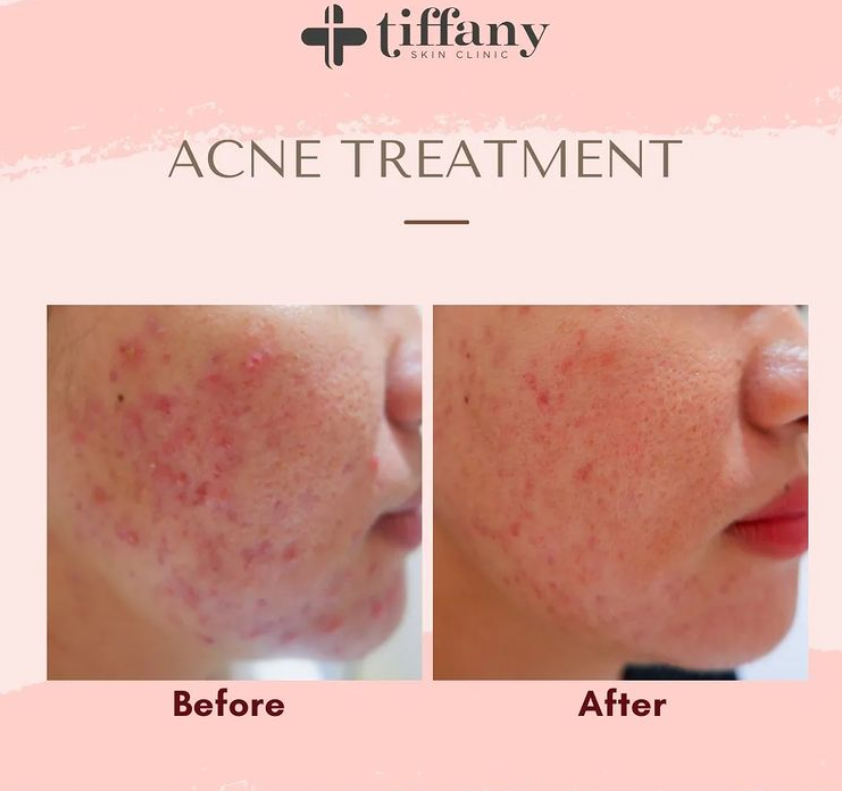 tiffany
SKIN CLINIC
ACNE TREATMENT
Before
After